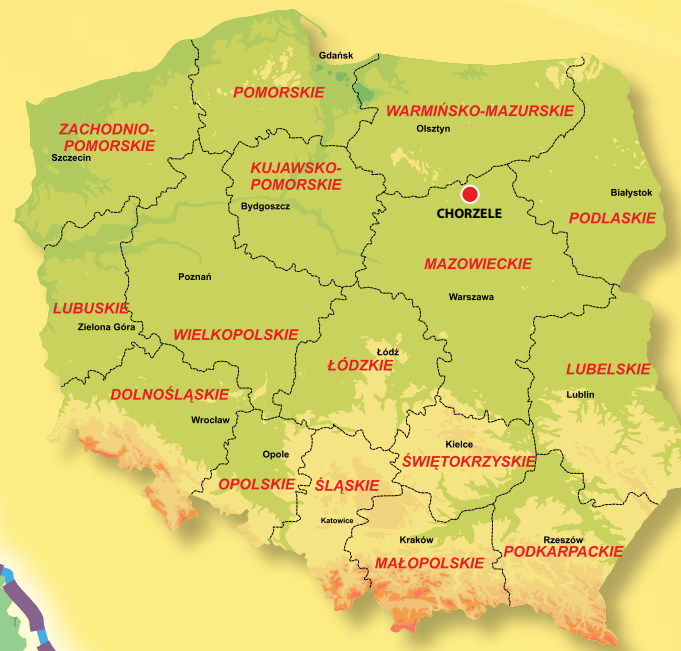 Gdańsk
POMORSKIE
WARMIŃSKO-MAZURSKIE
Olsztyn
ZACHODNIO-
POMORSKIE
Szczecin
KUJAWSKO-
POMORSKIE
Bydgoszcz
CHORZELE
Białystok
PODLASKIE
MAZOWIECKIE
Warszawa
Poznań
LUBUSKIE
Zielona Góra
WIELKOPOLSKIE
Łódź
ŁÓDZKIE
LUBELSKIE
Lublin
DOLNOŚLĄSKIE
Wrocław
Opole
OPOLSKIE
ŚLĄSKIE
Katowice
Kielce
ŚWIĘTOKRZYSKIE
Kraków
MAŁOPOLSKIE
Rzeszów
PODKARPACKIE